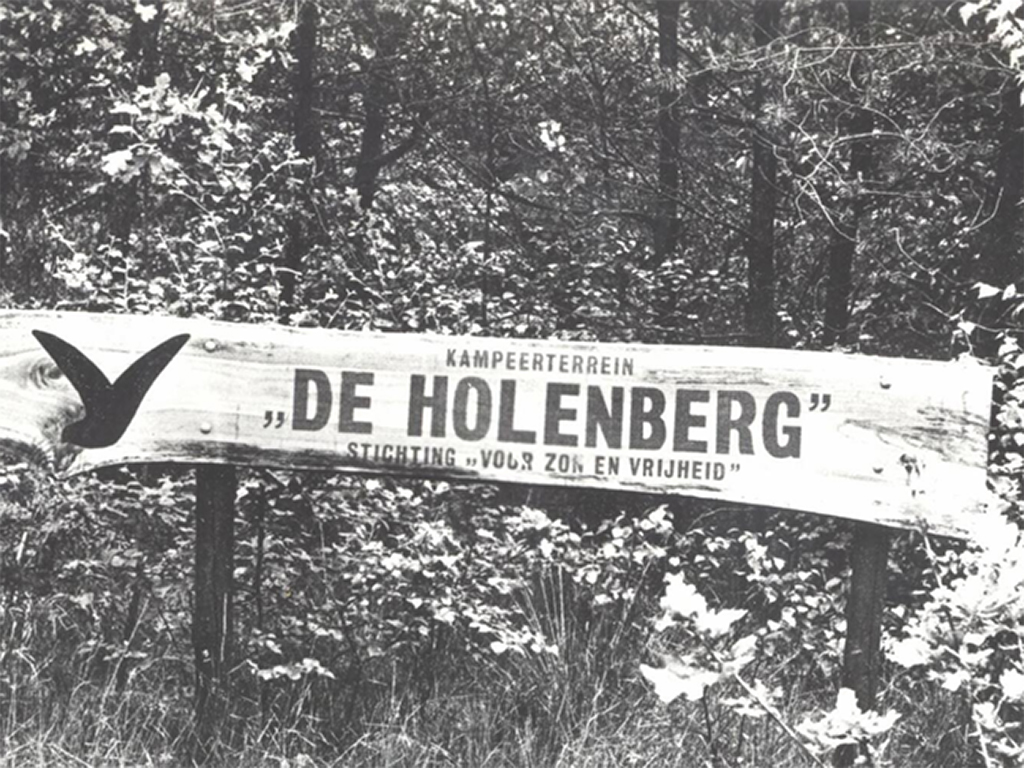 KAMPEERTERREIN
„DE HOLENBERG”
STICHTING „VOOR ZON EN VRIJHEID”